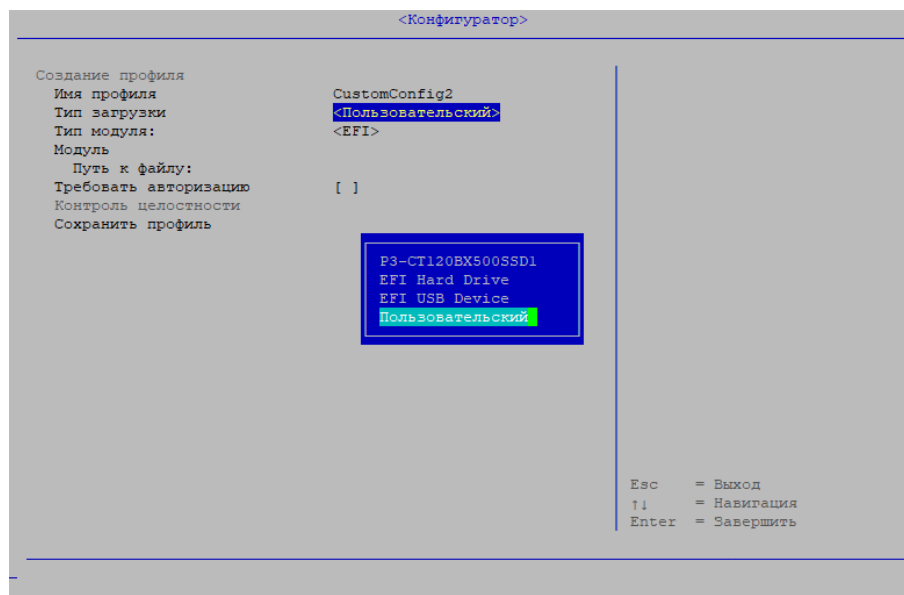 <Конфигуратор>
Создание профиля
Имя профиля CustomConfig2
Тип загрузки <Пользовательский>
Тип модуля: <EFI>
Модуль
Путь к файлу:
Требовать авторизацию [ ]
Контроль целостности
Сохранить профиль
P3-CT120BX500SSD1
EFI Hard Drive
EFI USB Device
Пользовательский
Esc = Выход
↑↓ = Навигация
Enter = Завершить